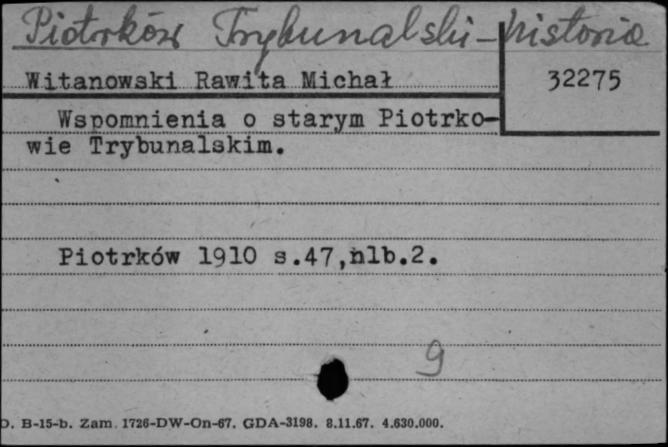 Piotrków Trybunalski - historia
Witanowski Rawita Michał
32275
Wspomnienia o starym Piotrko-
wie Trybunalskim.
Piotrków 1910 s.47,nlb.2.
9
D. B-15-b. Zam. 1726-DW-On-67. GDA-3198. 8.11.67. 4.630.000.